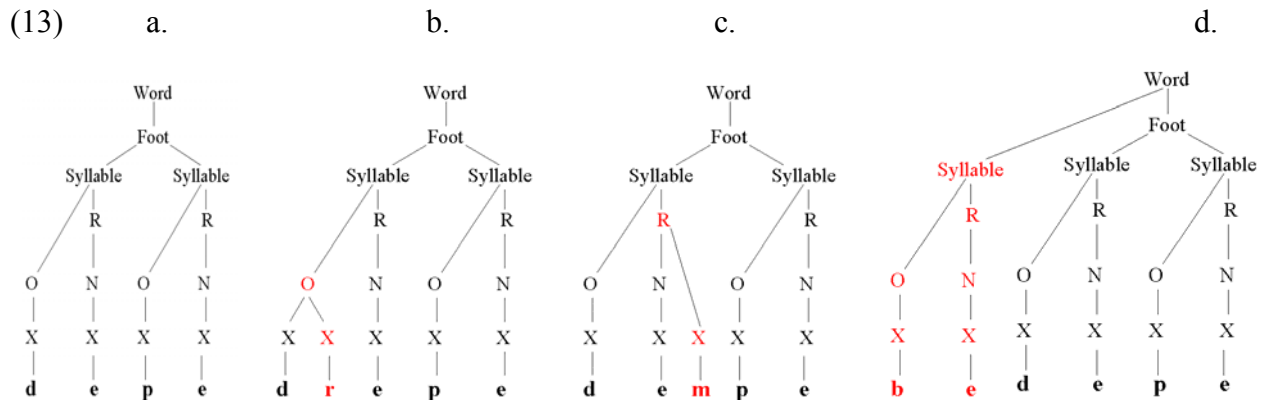 (13) a. b. c. d.
Word Word Word Word
Foot Foot Foot Foot
Syllable Syllable Syllable Syllable Syllable Syllable Syllable Syllable Syllable
R R R R R R R R R
O N O N O N O N O N O N O N O N O N
X X X X X X X X X X X X X X X X X X X X
d e p e d r e p e d e m p e b e d e p e